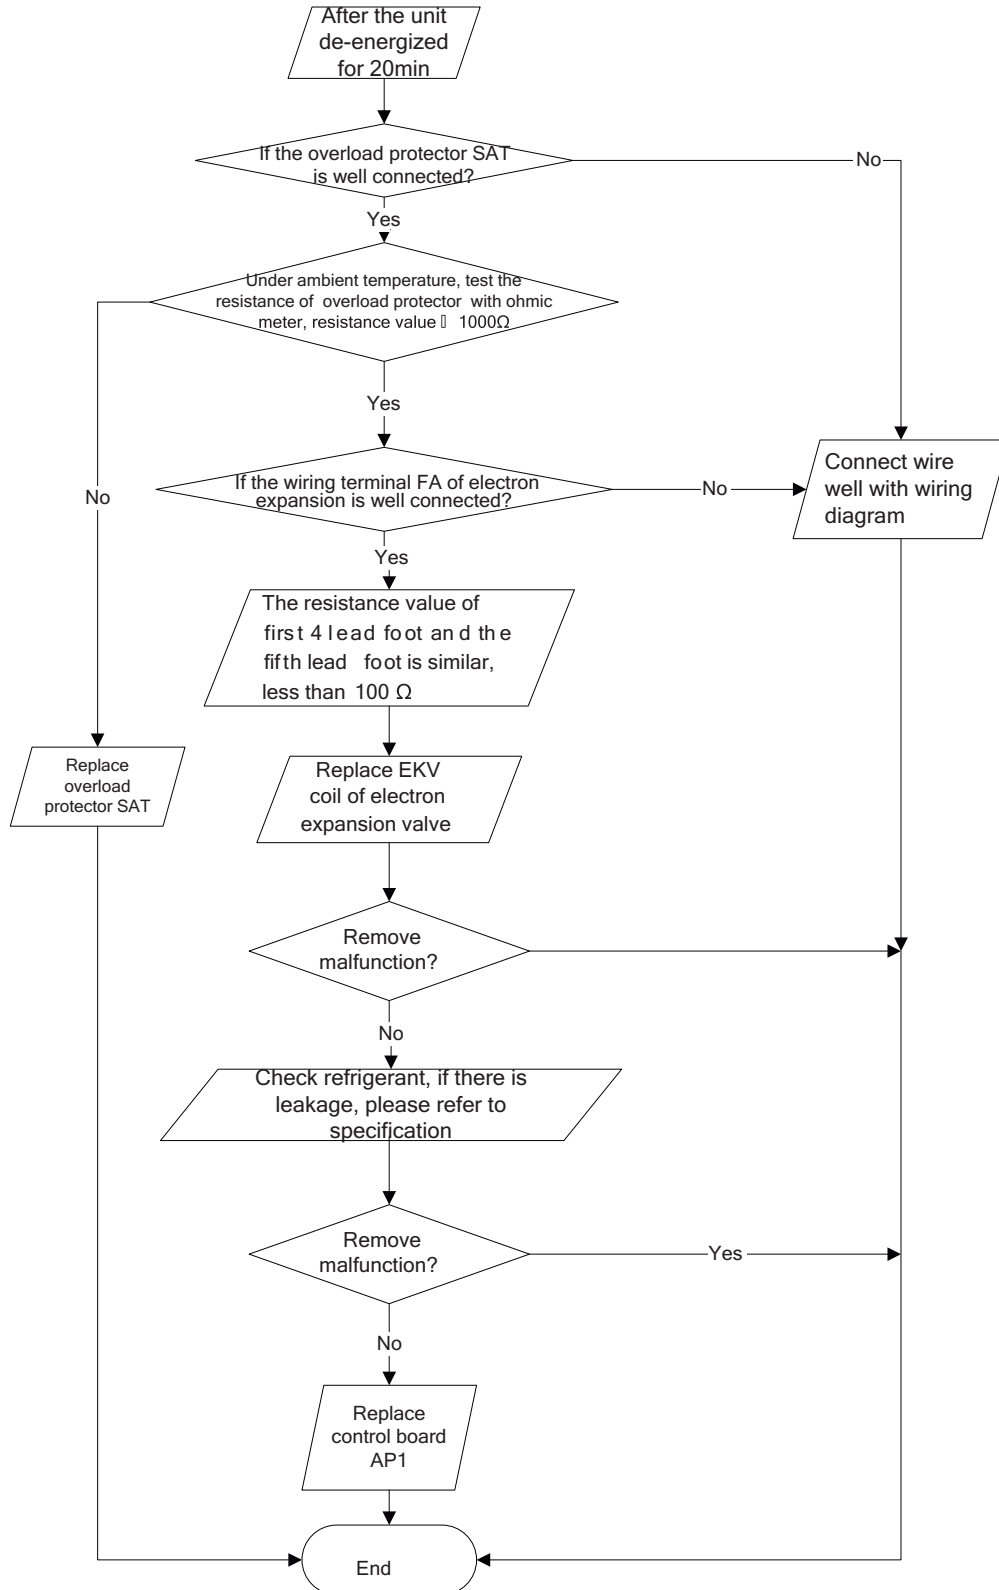 After the unit
de-energized
for 20min
If the overload protector SAT
is well connected?
No
Yes
Under ambient temperature, test the
resistance of overload protector with ohmic
meter, resistance value 1000Ω
Yes
No
If the wiring terminal FA of electron
expansion is well connected?
No
Connect wire
well with wiring
diagram
Yes
The resistance value of
first 4 lead foot and the
fifth lead foot is similar,
less than 100 Ω
Replace
overload
protector SAT
Replace EKV
coil of electron
expansion valve
Remove
malfunction?
No
Check refrigerant, if there is
leakage, please refer to
specification
Remove
malfunction?
Yes
No
Replace
control board
AP1
End